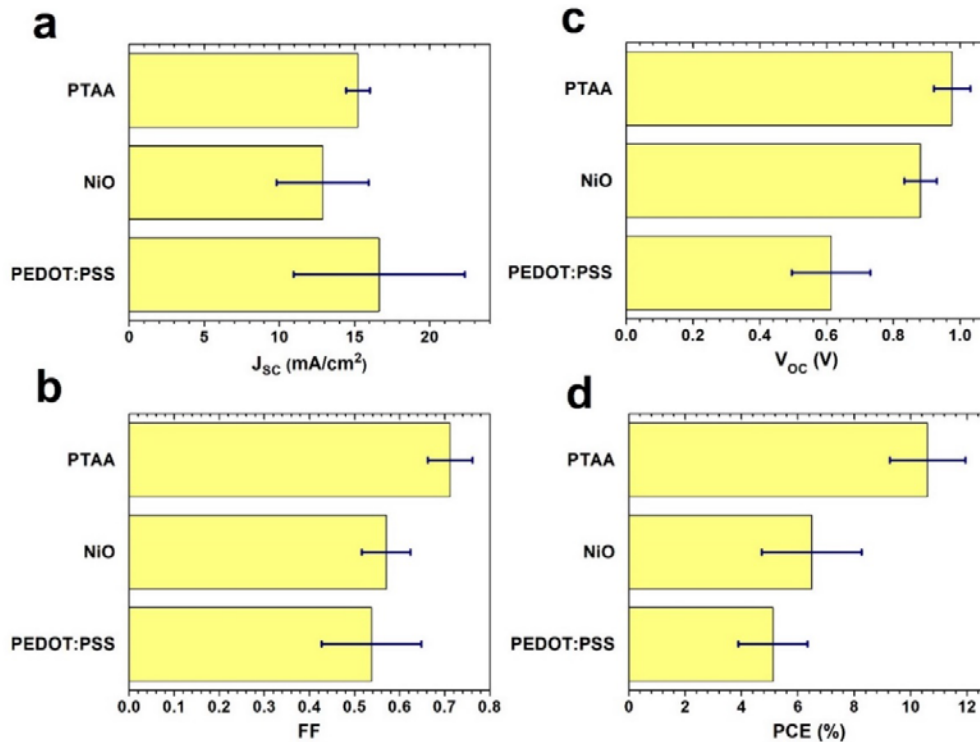 a
PTAA
NiO
PEDOT:PSS
0 5 10 15 20
J_SC (mA/cm²)
b
PTAA
NiO
PEDOT:PSS
0.0 0.1 0.2 0.3 0.4 0.5 0.6 0.7 0.8
FF
c
PTAA
NiO
PEDOT:PSS
0.0 0.2 0.4 0.6 0.8 1.0
V_OC (V)
d
PTAA
NiO
PEDOT:PSS
0 2 4 6 8 10 12
PCE (%)